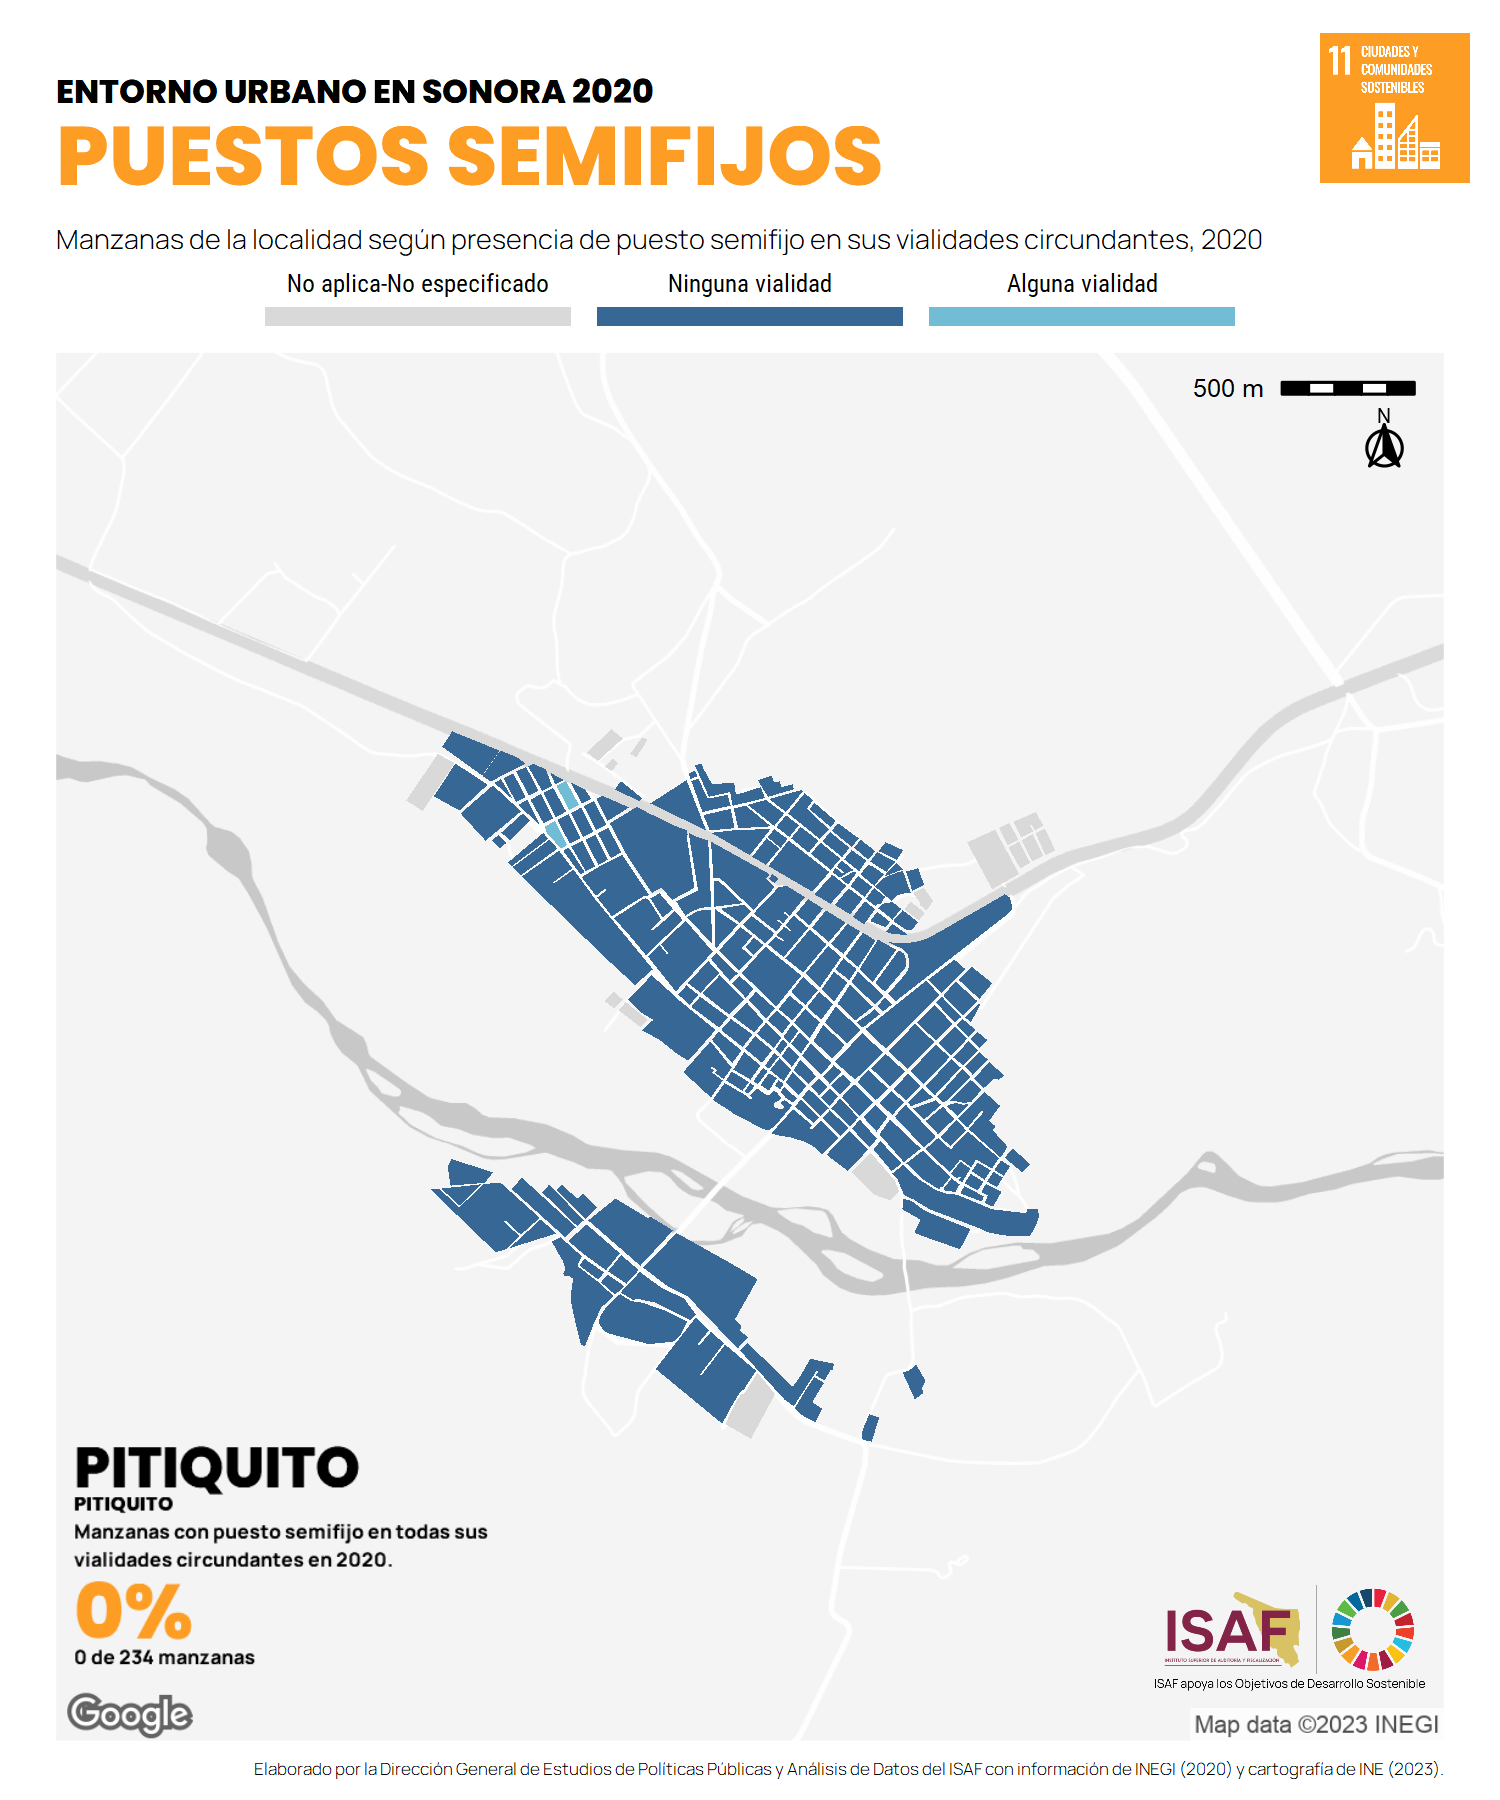 ENTORNO URBANO EN SONORA 2020
PUESTOS SEMIFIJOS
11 CIUDADES Y
COMUNIDADES
SOSTENIBLES
Manzanas de la localidad según presencia de puesto semifijo en sus vialidades circundantes, 2020
No aplica-No especificado
Ninguna vialidad
Alguna vialidad
500 m
N
PITIQUITO
PITIQUITO
Manzanas con puesto semifijo en todas sus
vialidades circundantes en 2020.
0%
0 de 234 manzanas
Google
ISAF
INSTITUTO SUPERIOR DE AUDITORÍA Y FISCALIZACIÓN
ISAF apoya los Objetivos de Desarrollo Sostenible
Map data ©2023 INEGI
Elaborado por la Dirección General de Estudios de Políticas Públicas y Análisis de Datos del ISAF con información de INEGI (2020) y cartografía de INE (2023).